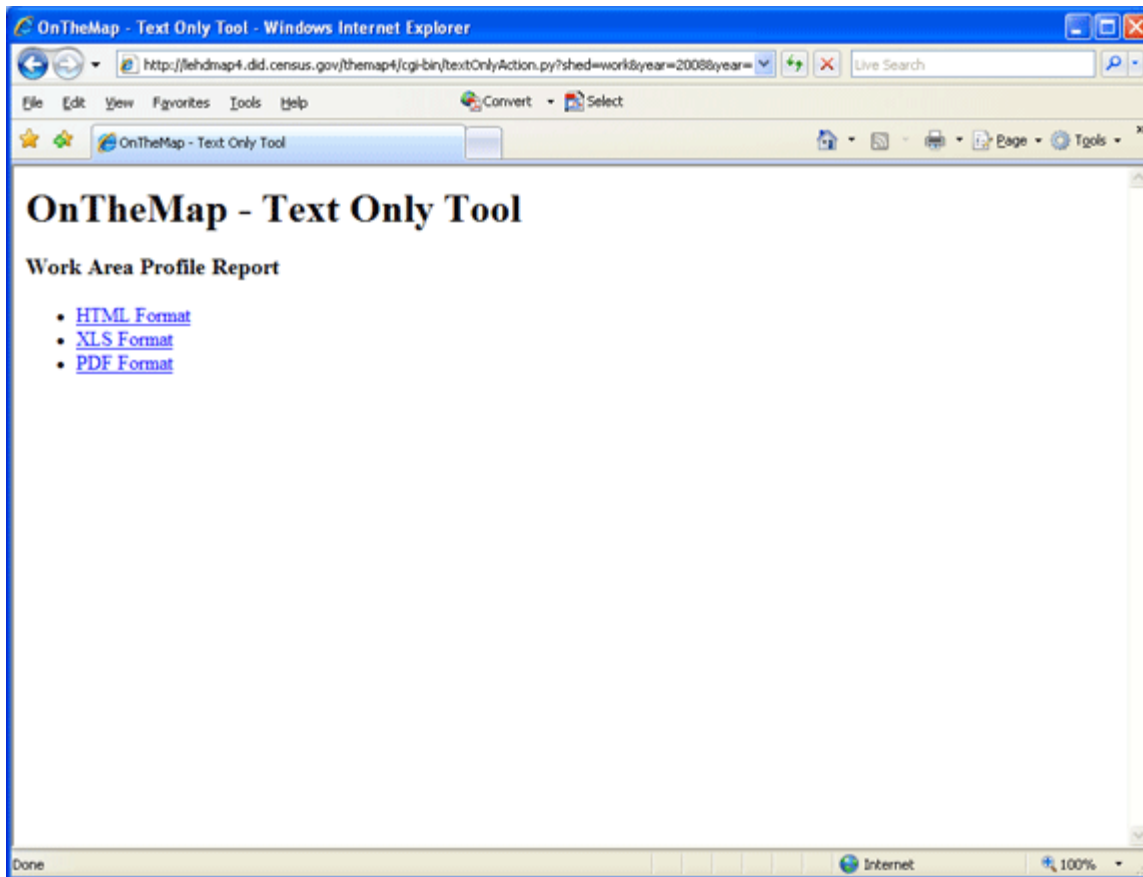 OnTheMap - Text Only Tool - Windows Internet Explorer
http://lehdmap4.did.census.gov/themap4/cgi-bin/textOnlyAction.py?shed=work&year=2008&year=
Live Search
File Edit View Favorites Tools Help Convert Select
OnTheMap - Text Only Tool Page Tools
OnTheMap - Text Only Tool
Work Area Profile Report
HTML Format
XLS Format
PDF Format
Done Internet 100%